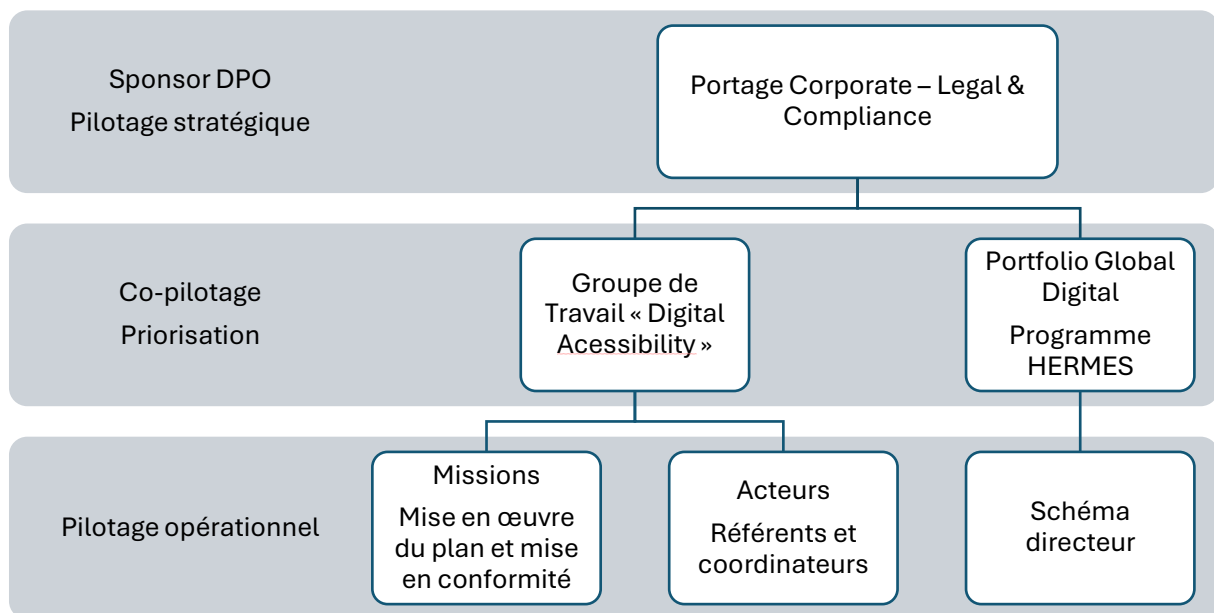 Sponsor DPO
Pilotage stratégique
Portage Corporate – Legal &
Compliance
Co-pilotage
Priorisation
Groupe de
Travail « Digital
Acessibility »
Portfolio Global
Digital
Programme
HERMES
Pilotage opérationnel
Missions
Mise en œuvre
du plan et mise
en conformité
Acteurs
Référents et
coordinateurs
Schéma
directeur